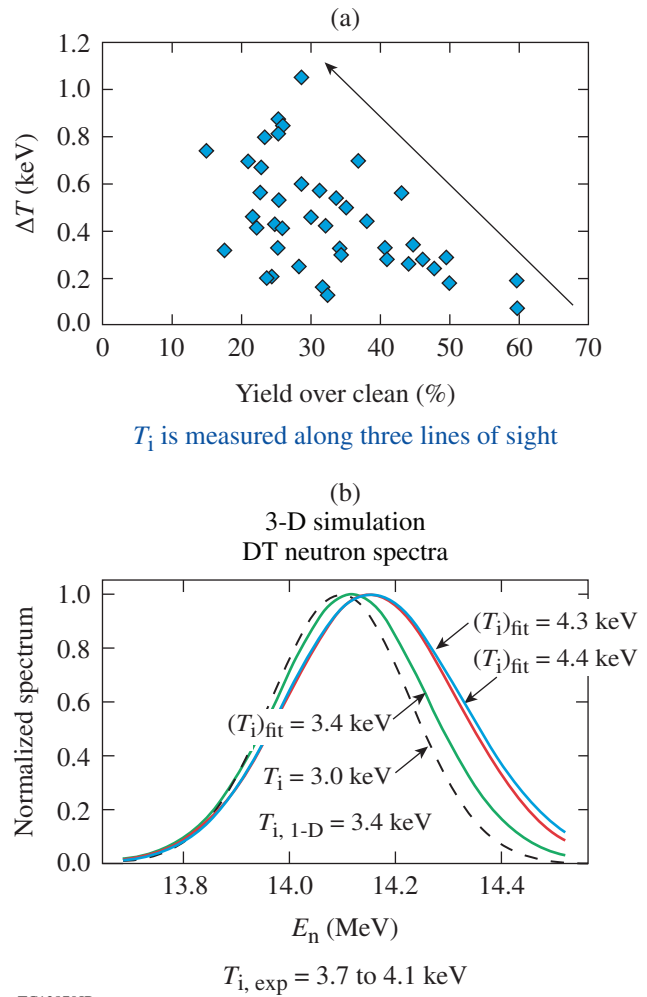 (a)
1.2
1.0
0.8
0.6
0.4
0.2
0.0
ΔT (keV)
0 10 20 30 40 50 60 70
Yield over clean (%)
Ti is measured along three lines of sight
(b)
3-D simulation
DT neutron spectra
1.0
0.8
0.6
0.4
0.2
0.0
Normalized spectrum
(Ti)fit = 4.3 keV
(Ti)fit = 4.4 keV
(Ti)fit = 3.4 keV
Ti = 3.0 keV
Ti, 1-D = 3.4 keV
13.8 14.0 14.2 14.4
En (MeV)
Ti, exp = 3.7 to 4.1 keV